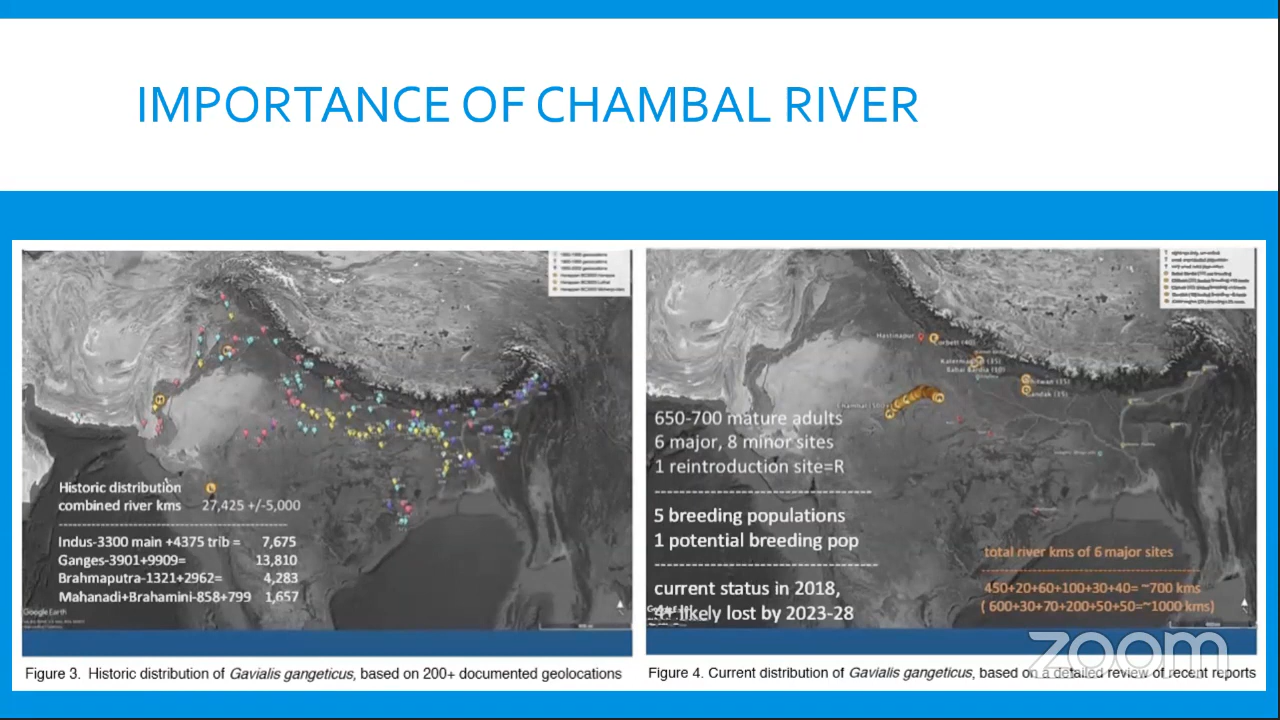 IMPORTANCE OF CHAMBAL RIVER
Historic distribution
combined river kms 27,425 +/-5,000
Indus-3300 main +4375 trib = 7,675
Ganges-3901+9909= 13,810
Brahmaputra-1321+2962= 4,283
Mahanadi+Brahamini-858+799 1,657
Google Earth
Figure 3. Historic distribution of Gavialis gangeticus, based on 200+ documented geolocations
Hastinapur
Corbett (40)
Chambal
Gandak (35)
650-700 mature adults
6 major, 8 minor sites
1 reintroduction site=R
5 breeding populations
1 potential breeding pop
current status in 2018,
4+ likely lost by 2023-28
total river kms of 6 major sites
450+20+60+100+30+40= ~700 kms
( 600+30+70+200+50+50=~1000 kms)
zoom
Figure 4. Current distribution of Gavialis gangeticus, based on a detailed review of recent reports